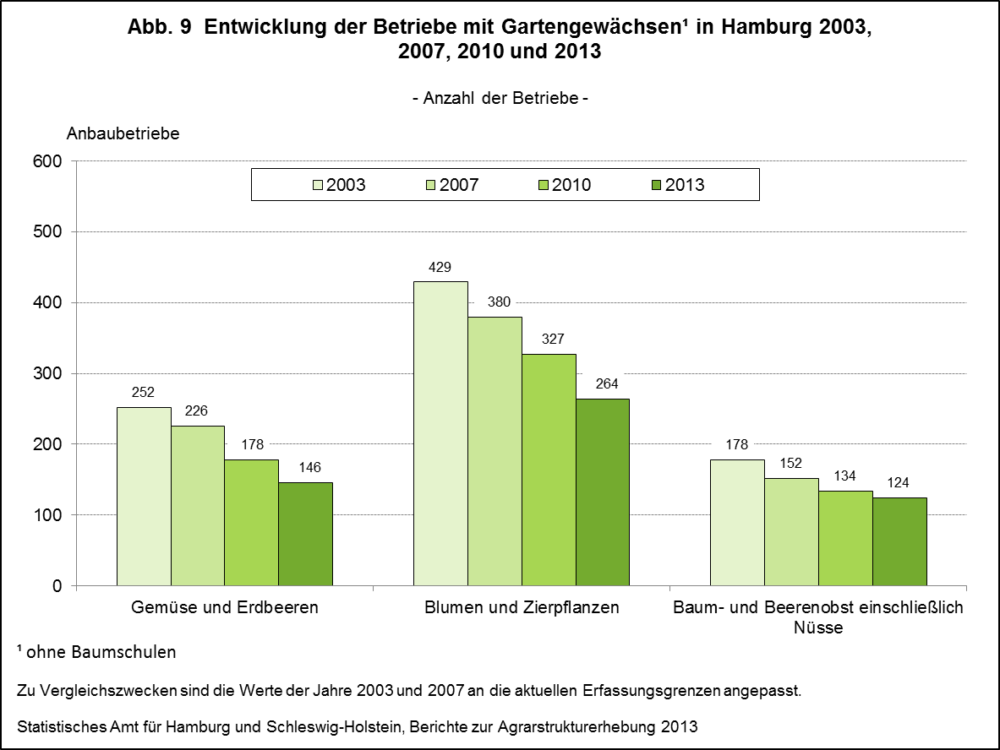 Abb. 9  Entwicklung der Betriebe mit Gartengewächsen¹ in Hamburg 2003,
2007, 2010 und 2013
- Anzahl der Betriebe -
Anbaubetriebe
600
2003 2007 2010 2013
500
429
400
380
327
300
264
252
226
200
178
178
152
146
134
124
100
0
Gemüse und Erdbeeren
Blumen und Zierpflanzen
Baum- und Beerenobst einschließlich
Nüsse
¹ ohne Baumschulen
Zu Vergleichszwecken sind die Werte der Jahre 2003 und 2007 an die aktuellen Erfassungsgrenzen angepasst.
Statistisches Amt für Hamburg und Schleswig-Holstein, Berichte zur Agrarstrukturerhebung 2013